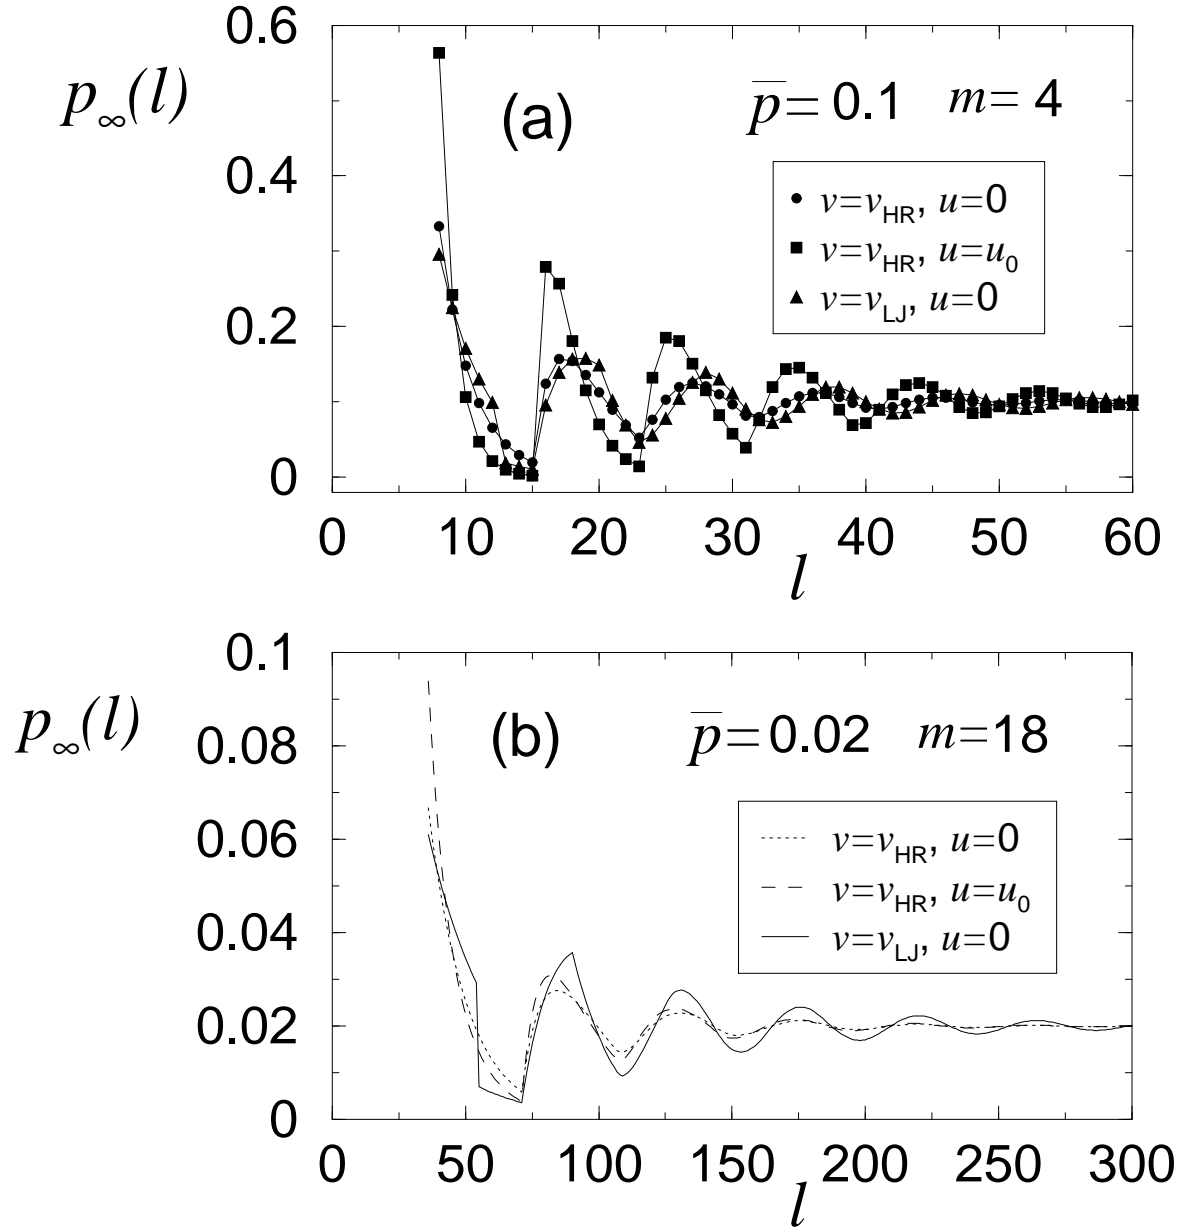 0.6
p∞(l)
(a)
p̅ = 0.1 m = 4
0.4
v=vHR, u=0
v=vHR, u=u0
v=vLJ, u=0
0.2
0
0 10 20 30 40 50 60
l
0.1
p∞(l)
(b)
p̅ = 0.02 m=18
0.08
0.06
v=vHR, u=0
v=vHR, u=u0
v=vLJ, u=0
0.04
0.02
0
0 50 100 150 200 250 300
l